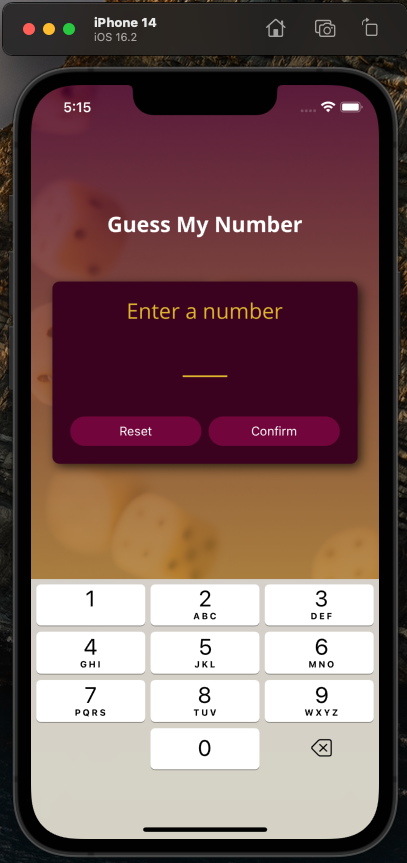 iPhone 14
iOS 16.2
5:15
Guess My Number
Enter a number
Reset Confirm
1 2 3
ABC DEF
4 5 6
GHI JKL MNO
7 8 9
PQRS TUV WXYZ
0